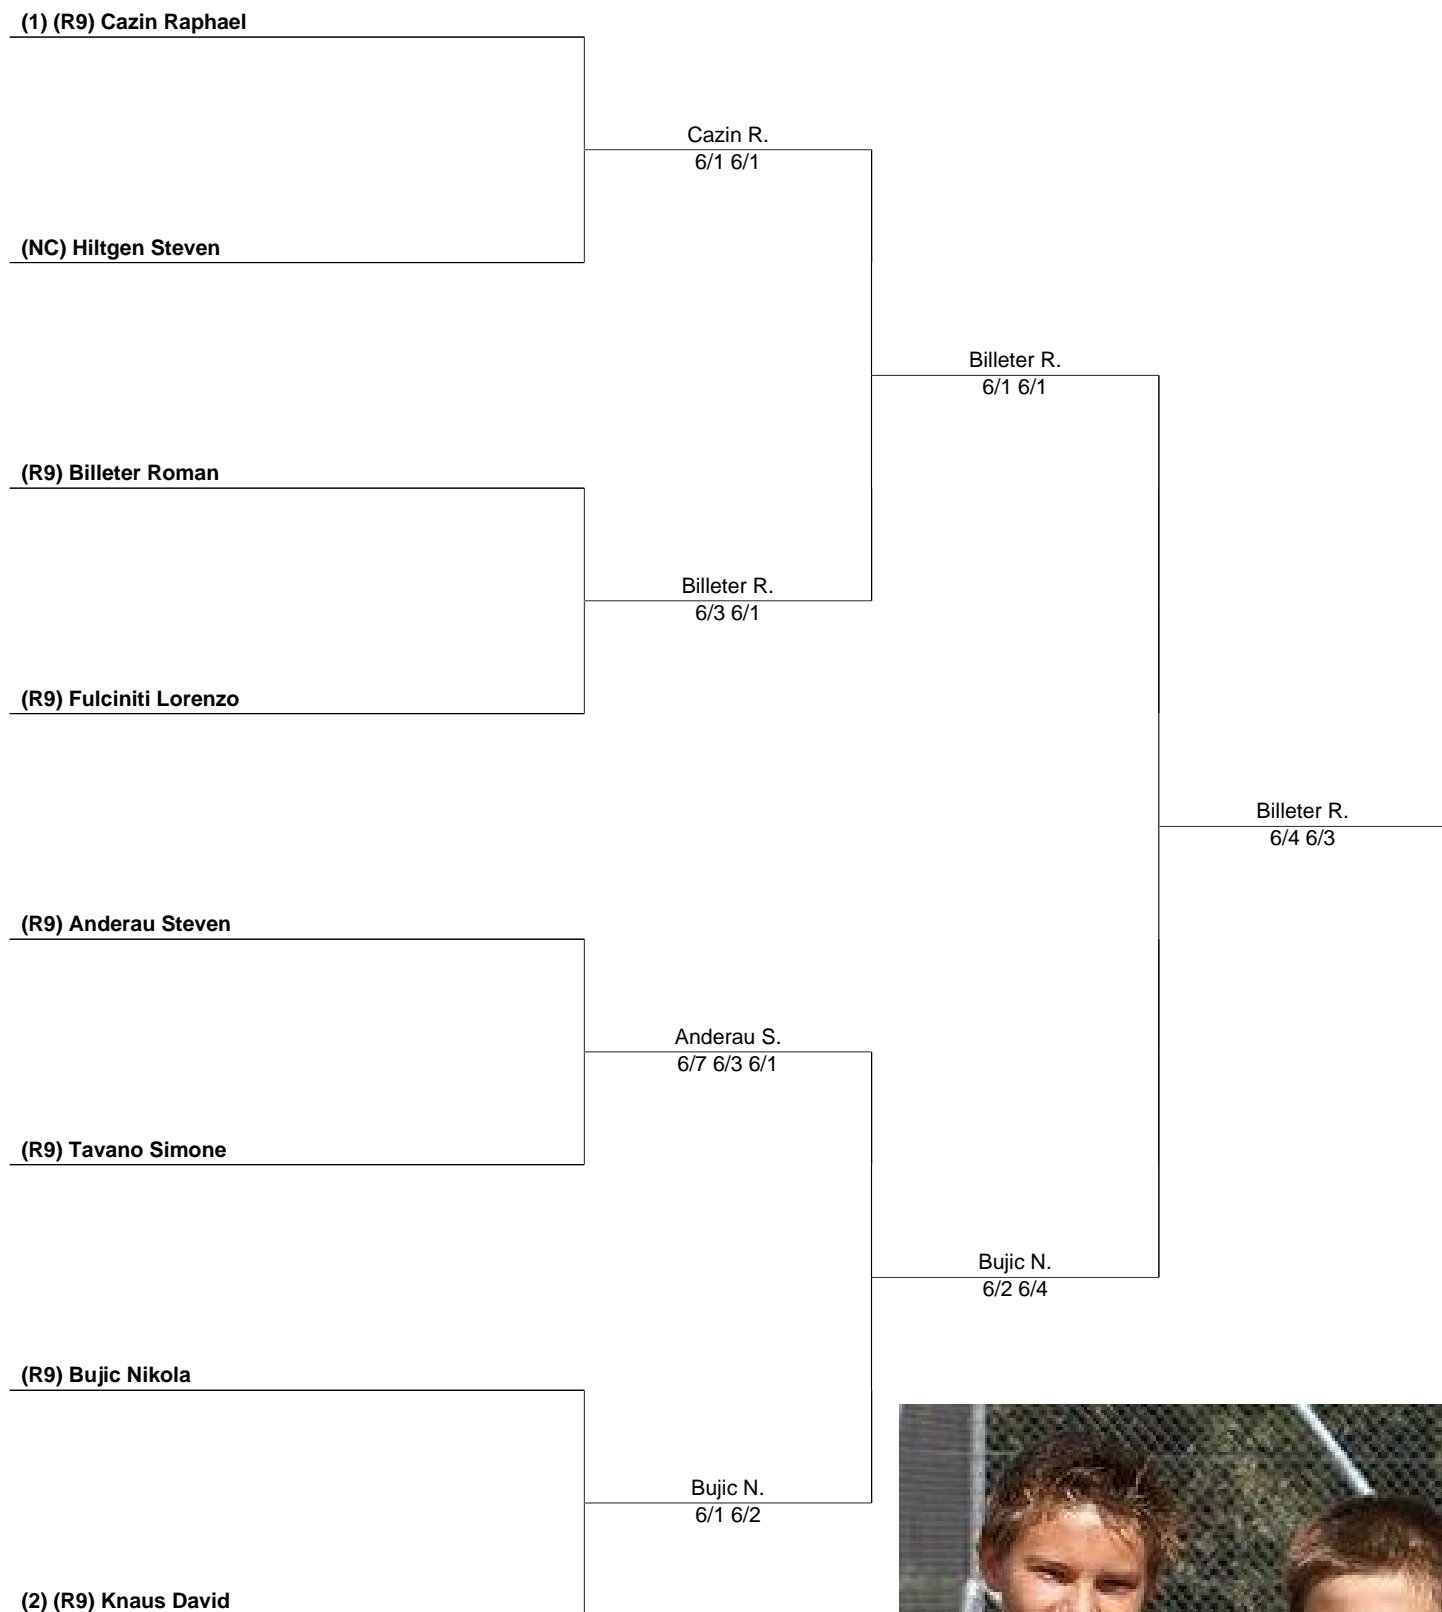 (1) (R9) Cazin Raphael
Cazin R.
6/1 6/1
(NC) Hiltgen Steven
Billeter R.
6/1 6/1
(R9) Billeter Roman
Billeter R.
6/3 6/1
(R9) Fulciniti Lorenzo
Billeter R.
6/4 6/3
(R9) Anderau Steven
Anderau S.
6/7 6/3 6/1
(R9) Tavano Simone
Bujic N.
6/2 6/4
(R9) Bujic Nikola
Bujic N.
6/1 6/2
(2) (R9) Knaus David